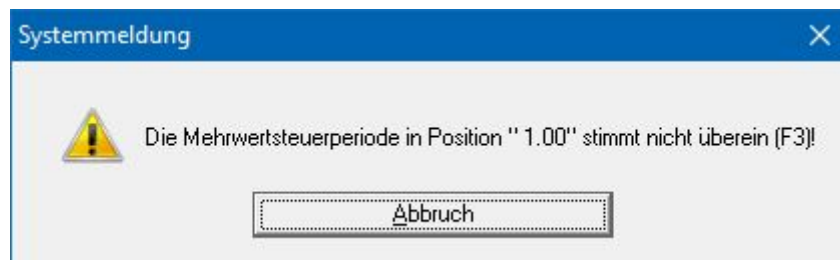 Systemmeldung
Die Mehrwertsteuerperiode in Position " 1.00" stimmt nicht überein (F3)!
Abbruch